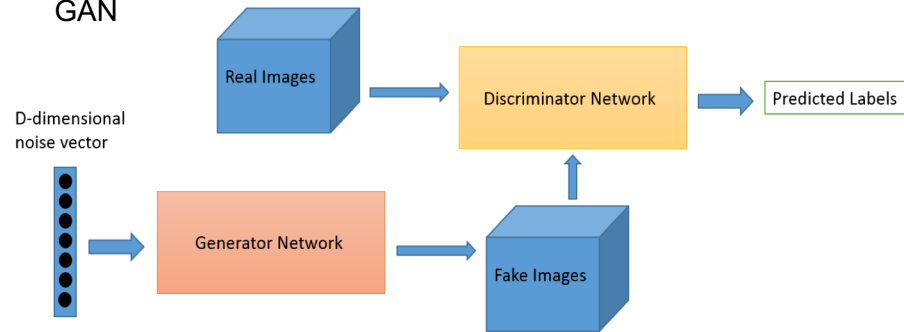 GAN
Real Images
Discriminator Network
Predicted Labels
D-dimensional
noise vector
Generator Network
Fake Images